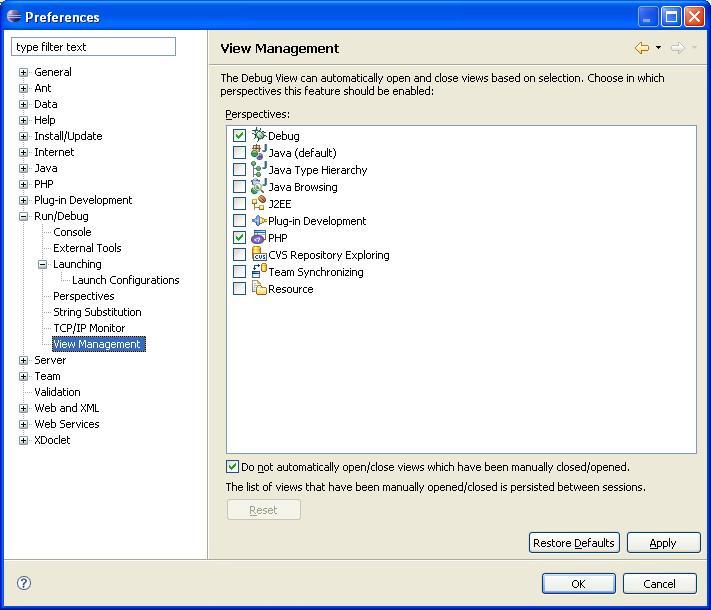 Preferences
type filter text
General
Ant
Data
Help
Install/Update
Internet
Java
PHP
Plug-in Development
Run/Debug
Console
External Tools
Launching
Launch Configurations
Perspectives
String Substitution
TCP/IP Monitor
View Management
Server
Team
Validation
Web and XML
Web Services
XDoclet
View Management
The Debug View can automatically open and close views based on selection. Choose in which
perspectives this feature should be enabled:
Perspectives:
Debug
Java (default)
Java Type Hierarchy
Java Browsing
J2EE
Plug-in Development
PHP
CVS Repository Exploring
Team Synchronizing
Resource
Do not automatically open/close views which have been manually closed/opened.
The list of views that have been manually opened/closed is persisted between sessions.
Reset
Restore Defaults
Apply
OK
Cancel